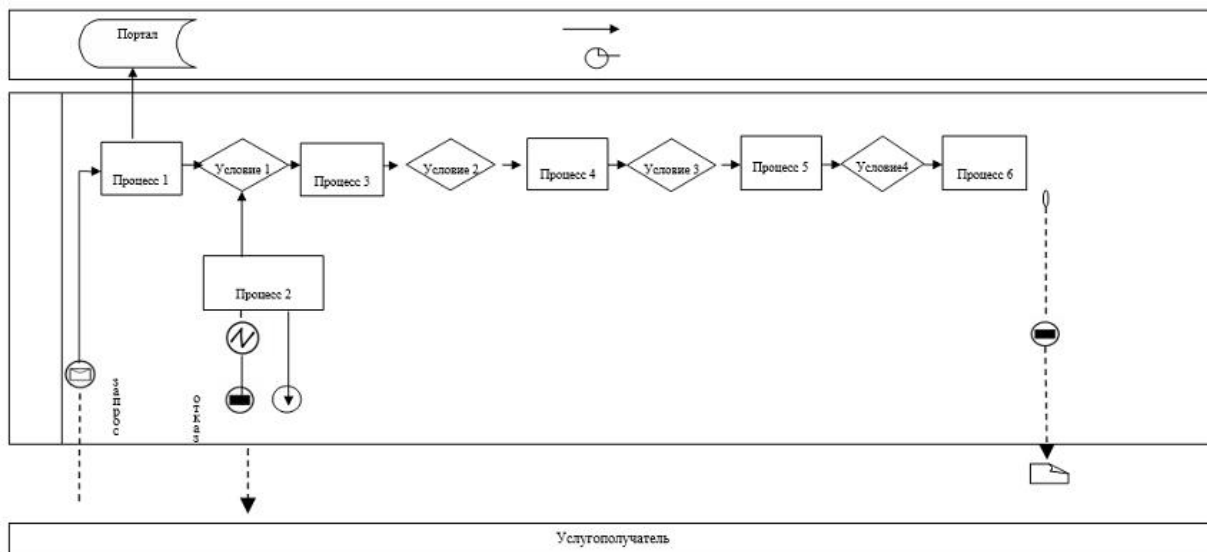 Портал
Процесс 1
Условие 1
Процесс 3
Условие 2
Процесс 4
Условие 3
Процесс 5
Условие4
Процесс 6
Процесс 2
запрос
отказ
Услугополучатель